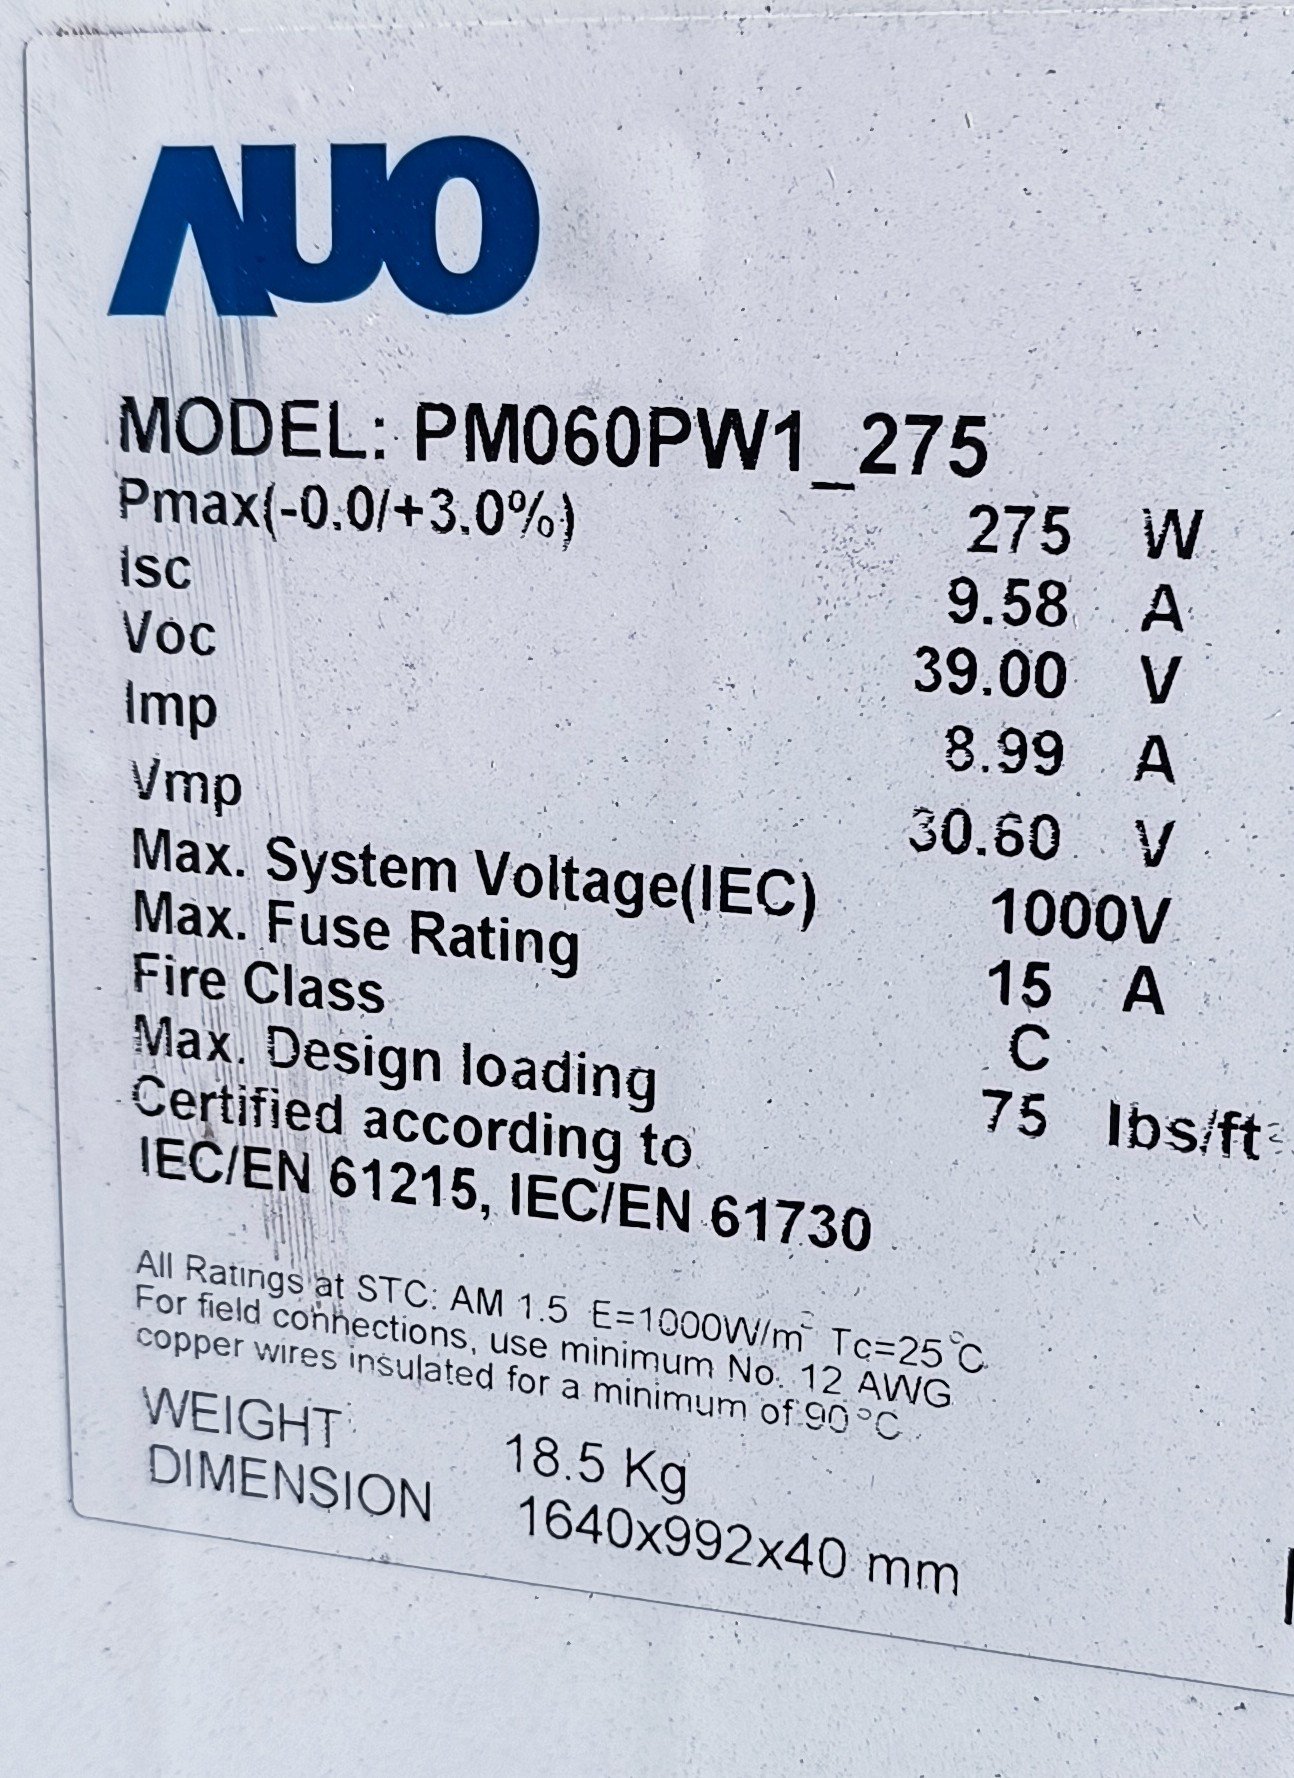 AUO
MODEL: PM060PW1_275
Pmax(-0.0/+3.0%) 275 W
Isc 9.58 A
Voc 39.00 V
Imp 8.99 A
Vmp 30.60 V
Max. System Voltage(IEC) 1000V
Max. Fuse Rating 15 A
Fire Class C
Max. Design loading 75 lbs/ft²
Certified according to
IEC/EN 61215, IEC/EN 61730
All Ratings at STC: AM 1.5 E=1000W/m² Tc=25°C
For field connections, use minimum No. 12 AWG
copper wires insulated for a minimum of 90°C
WEIGHT 18.5 Kg
DIMENSION 1640x992x40 mm